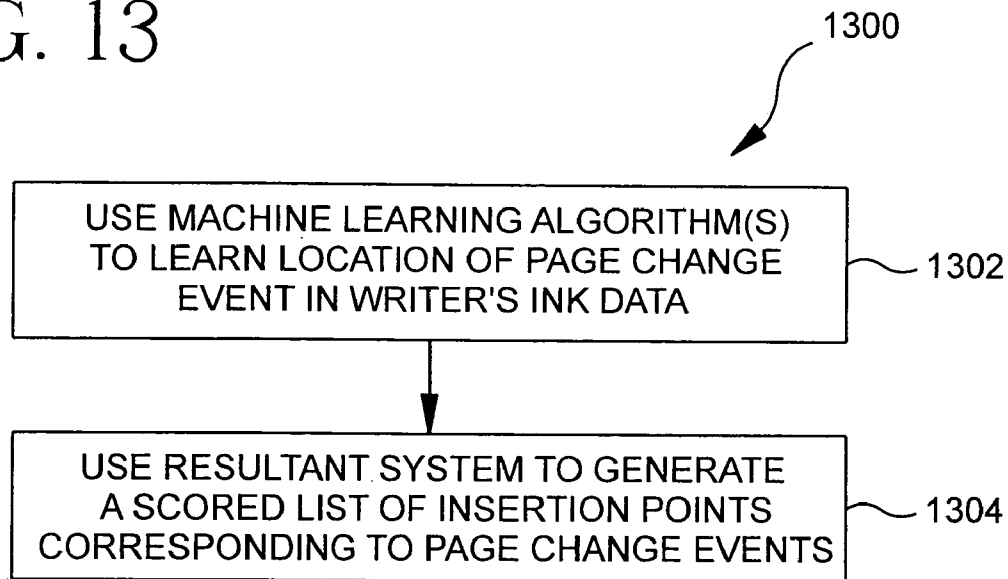 G. 13
1300
USE MACHINE LEARNING ALGORITHM(S)
TO LEARN LOCATION OF PAGE CHANGE
EVENT IN WRITER'S INK DATA
1302
USE RESULTANT SYSTEM TO GENERATE
A SCORED LIST OF INSERTION POINTS
CORRESPONDING TO PAGE CHANGE EVENTS
1304